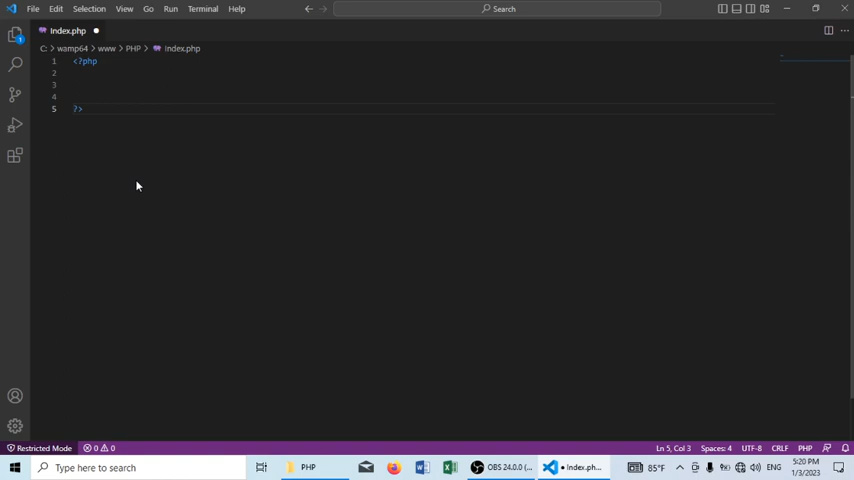 File Edit Selection View Go Run Terminal Help Search
Index.php
C: > wamp64 > www > PHP > Index.php
1 <?php
2
3
4
5 ?>
1
Restricted Mode 0 0 Ln 5, Col 3 Spaces: 4 UTF-8 CRLF PHP
Type here to search PHP OBS 24.0.0 (... • Index.ph... 85°F ENG 5:20 PM
1/3/2023